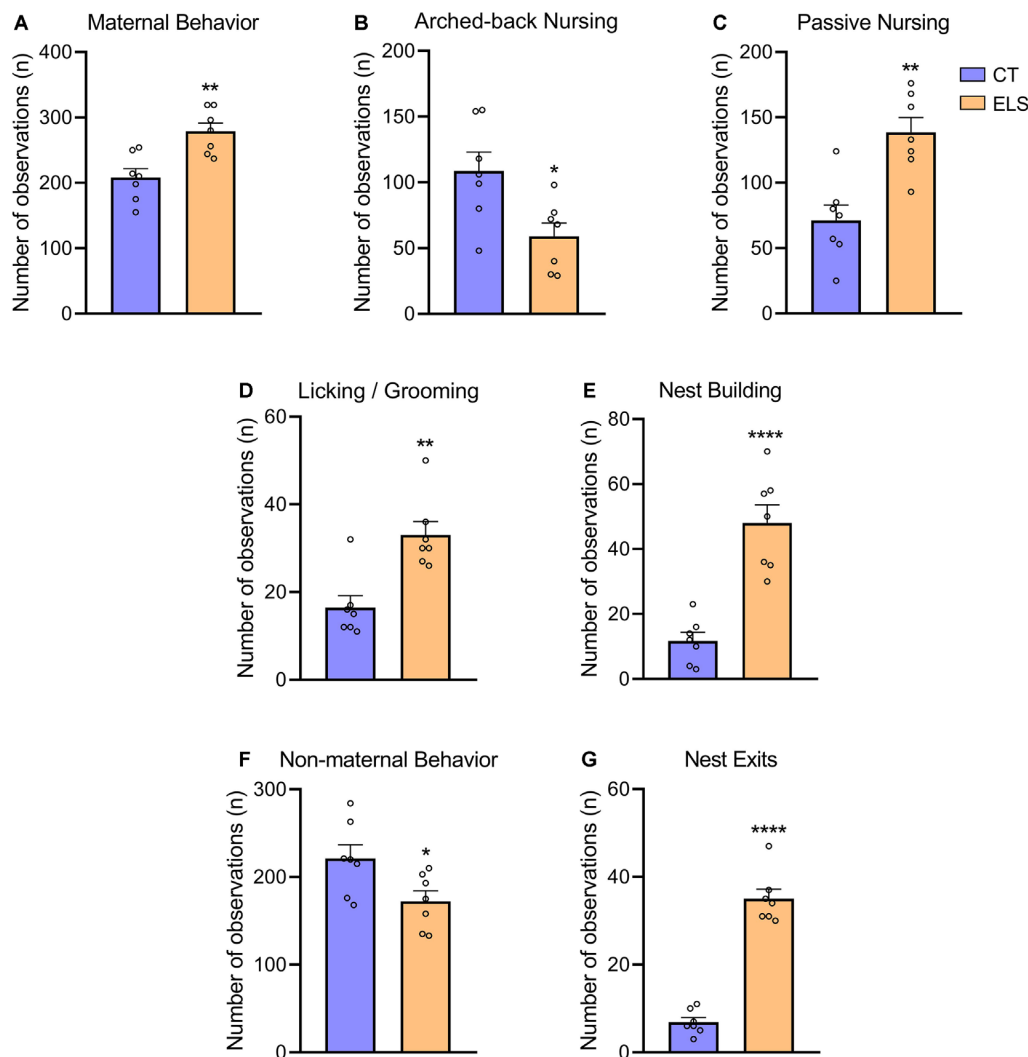 A Maternal Behavior
Number of observations (n)
400
300
200
100
0
**
B Arched-back Nursing
Number of observations (n)
200
150
100
50
0
*
C Passive Nursing
Number of observations (n)
200
150
100
50
0
**
CT
ELS
D Licking / Grooming
Number of observations (n)
60
40
20
0
**
E Nest Building
Number of observations (n)
80
60
40
20
0
****
F Non-maternal Behavior
Number of observations (n)
300
200
100
0
*
G Nest Exits
Number of observations (n)
60
40
20
0
****